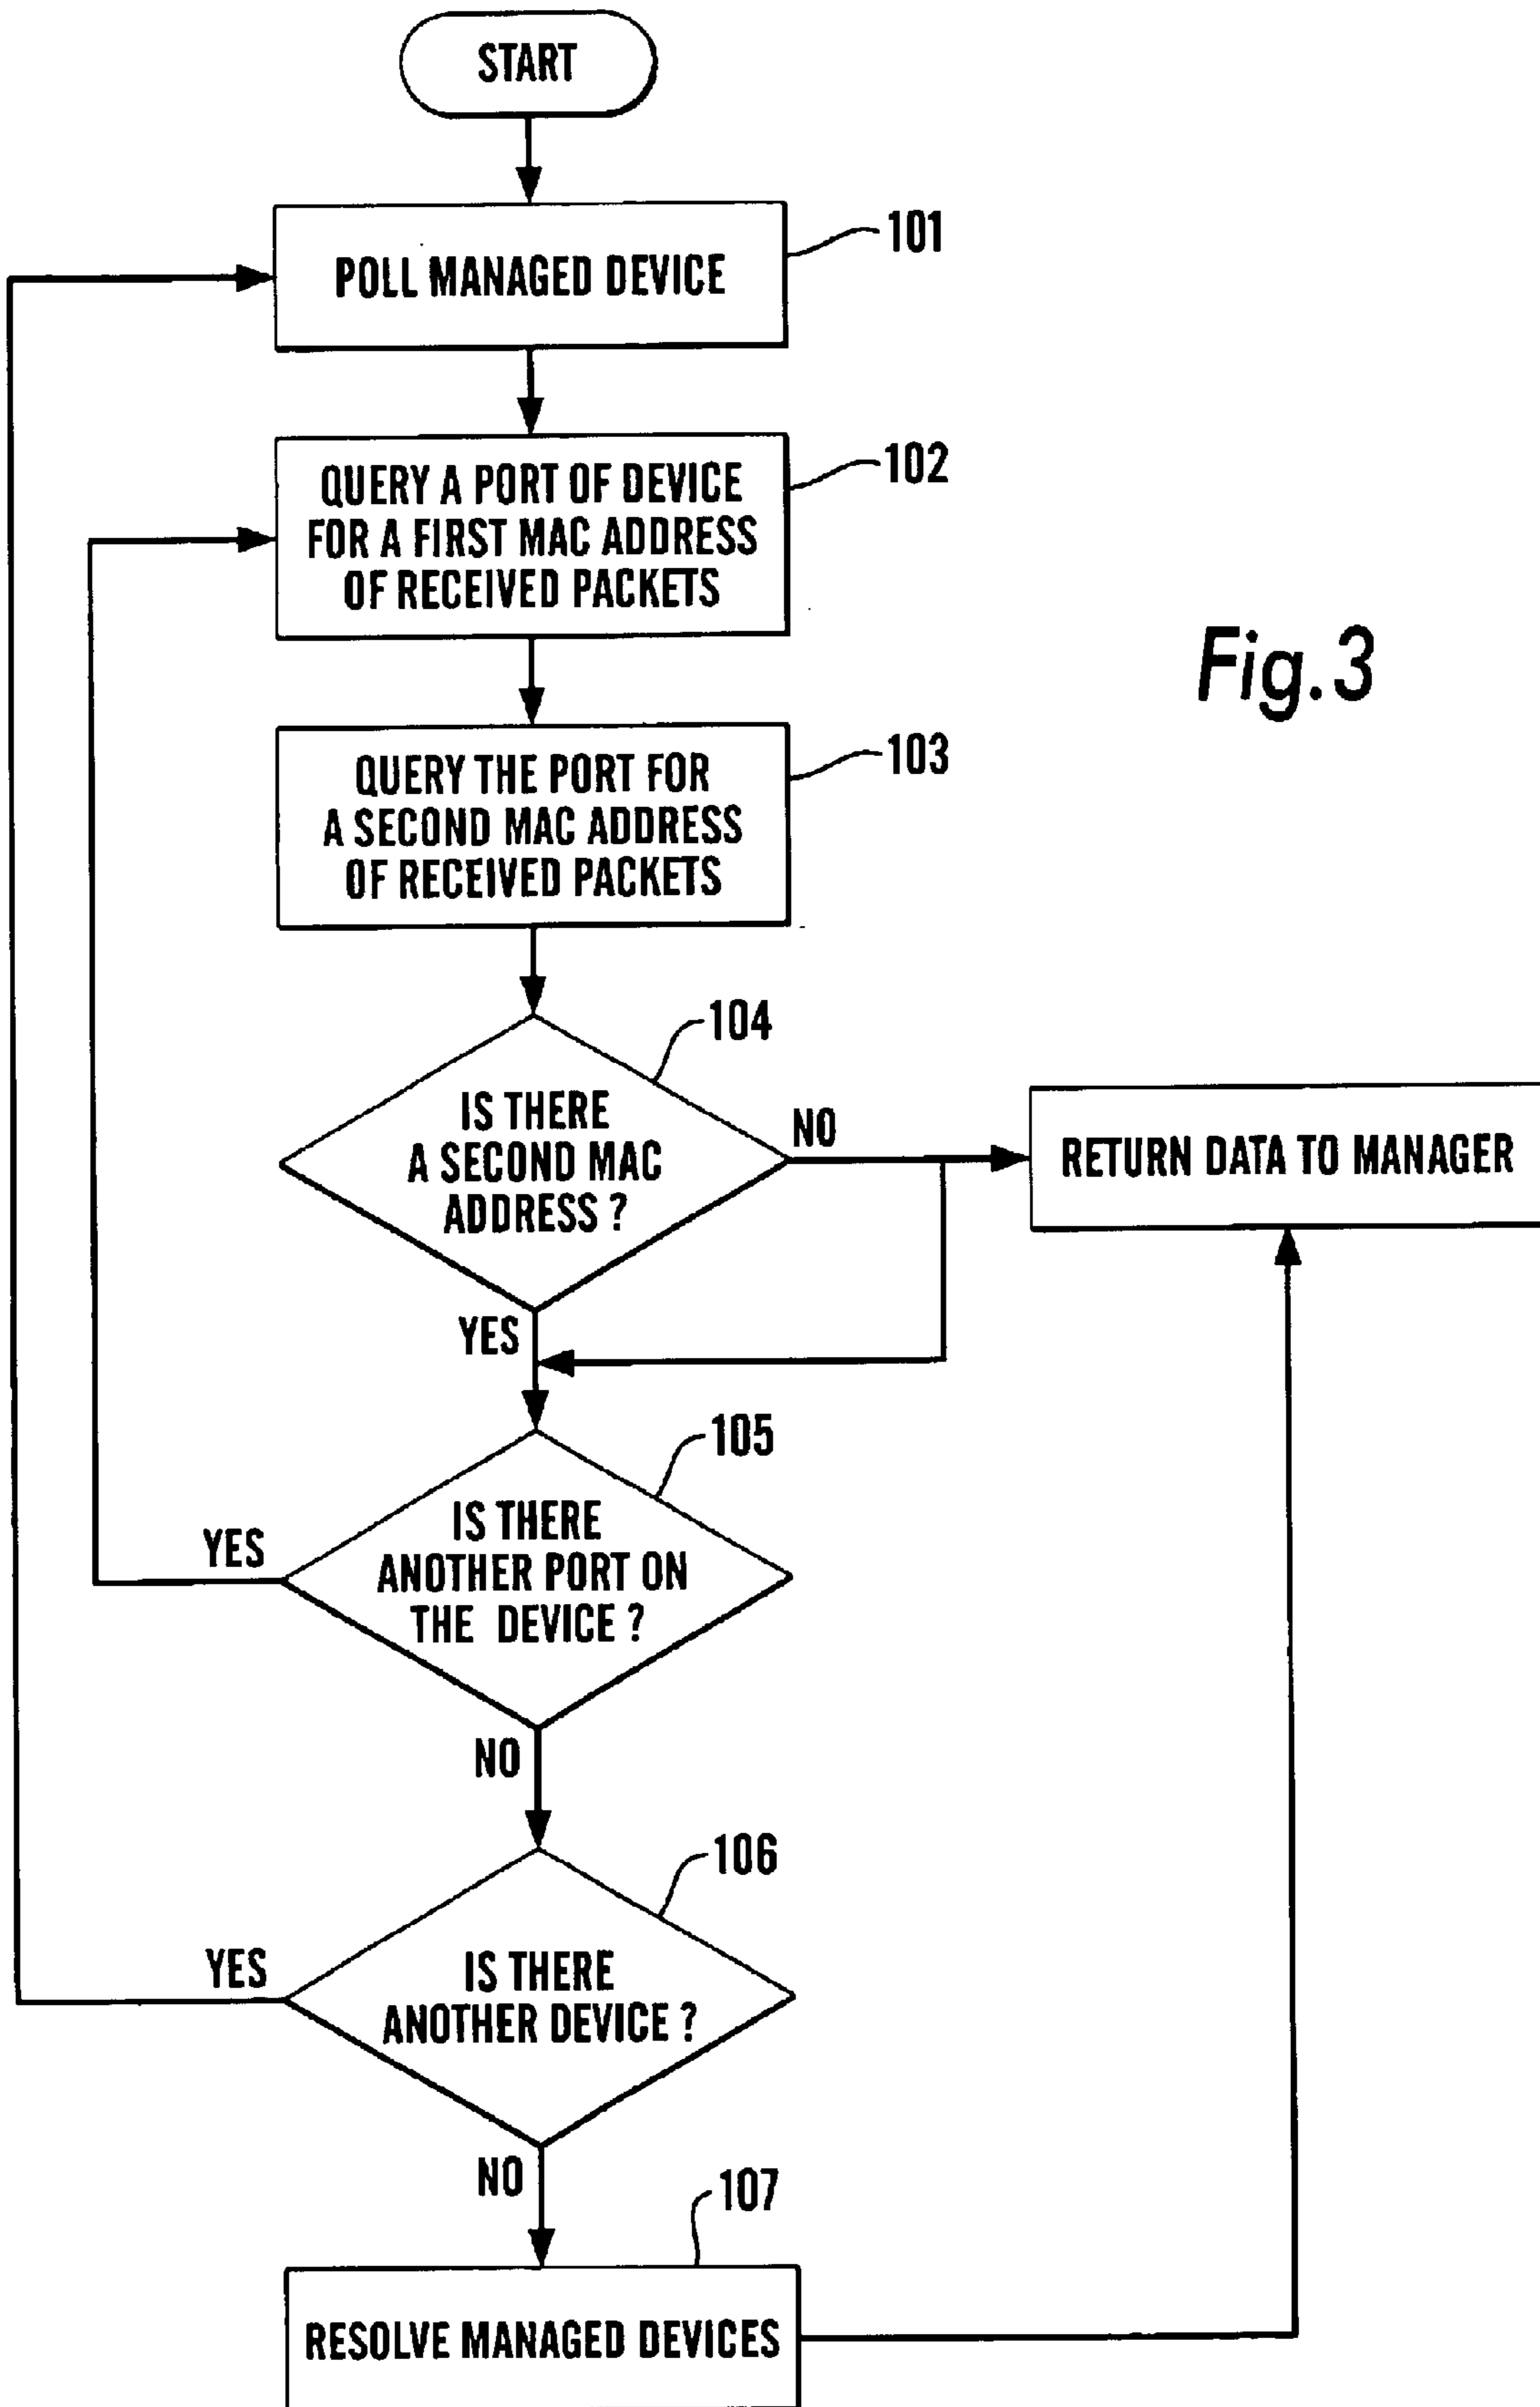 START
POLL MANAGED DEVICE
101
QUERY A PORT OF DEVICE
FOR A FIRST MAC ADDRESS
OF RECEIVED PACKETS
102
Fig.3
QUERY THE PORT FOR
A SECOND MAC ADDRESS
OF RECEIVED PACKETS
103
104
IS THERE
A SECOND MAC
ADDRESS ?
NO
RETURN DATA TO MANAGER
YES
105
IS THERE
ANOTHER PORT ON
THE DEVICE ?
YES
NO
106
IS THERE
ANOTHER DEVICE ?
YES
NO
107
RESOLVE MANAGED DEVICES